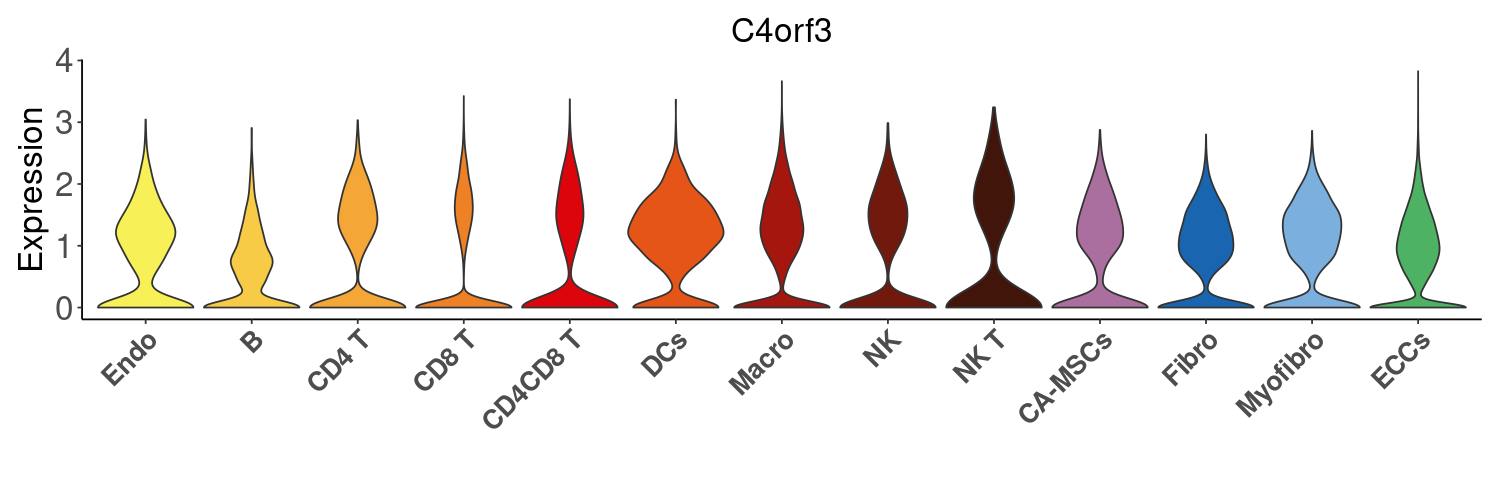 C4orf3
Expression
4
3
2
1
0
Endo
B
CD4 T
CD8 T
CD4CD8 T
DCs
Macro
NK
NK T
CA-MSCs
Fibro
Myofibro
ECCs